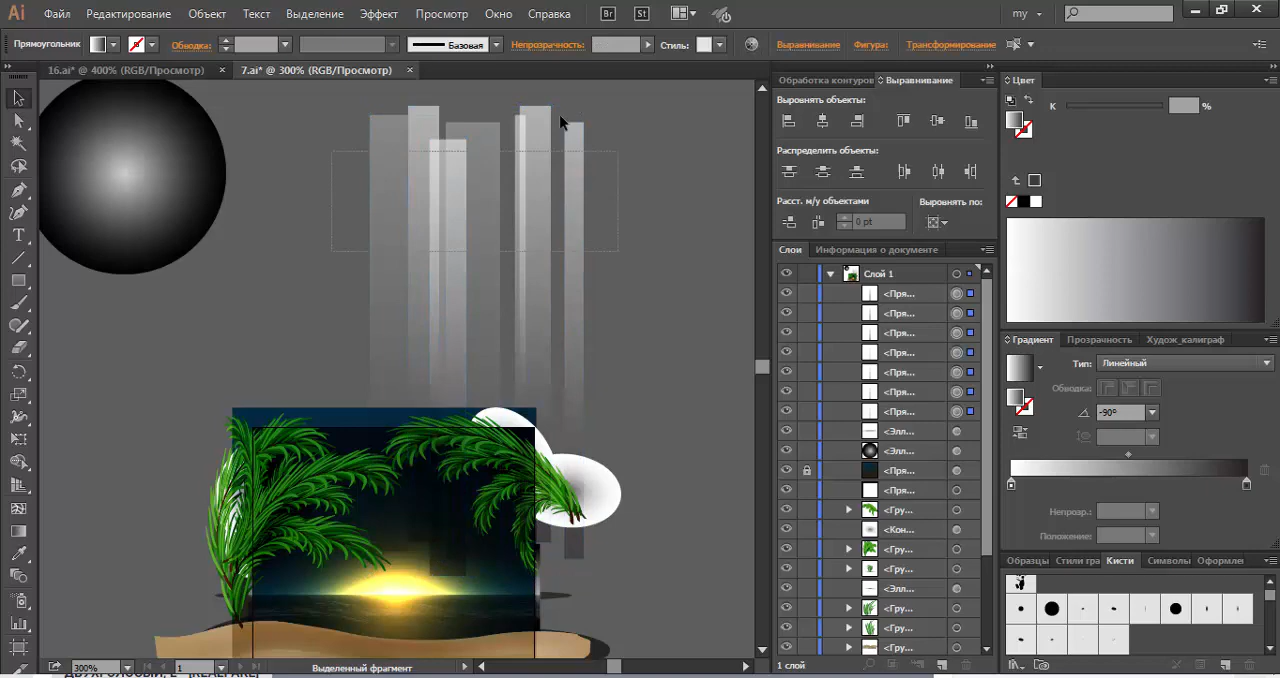 Ai Файл Редактирование Объект Текст Выделение Эффект Просмотр Окно Справка Br St my
Прямоугольник Обводка: Базовая Непрозрачность: Стиль: Выравнивание Фигура: Трансформирование
16.ai* @ 400% (RGB/Просмотр) × 7.ai* @ 300% (RGB/Просмотр) ×
Обработка контуров Выравнивание
Выровнять объекты:
Распределить объекты:
Расст. м/у объектами Выровнять по:
0 pt
Слои Информация о документе
Слой 1
<Пря...
<Пря...
<Пря...
<Пря...
<Пря...
<Пря...
<Пря...
<Элл...
<Элл...
<Пря...
<Пря...
<Гру...
<Кон...
<Гру...
<Гру...
<Элл...
<Гру...
<Гру...
<Гру...
1 слой
Цвет
K %
Градиент Прозрачность Худож_каллиграф
Тип: Линейный
Обводка:
-90°
Непрозр.:
Положение:
Образцы Стили гра Кисти Символы Оформле
300% 1 Выделенный фрагмент